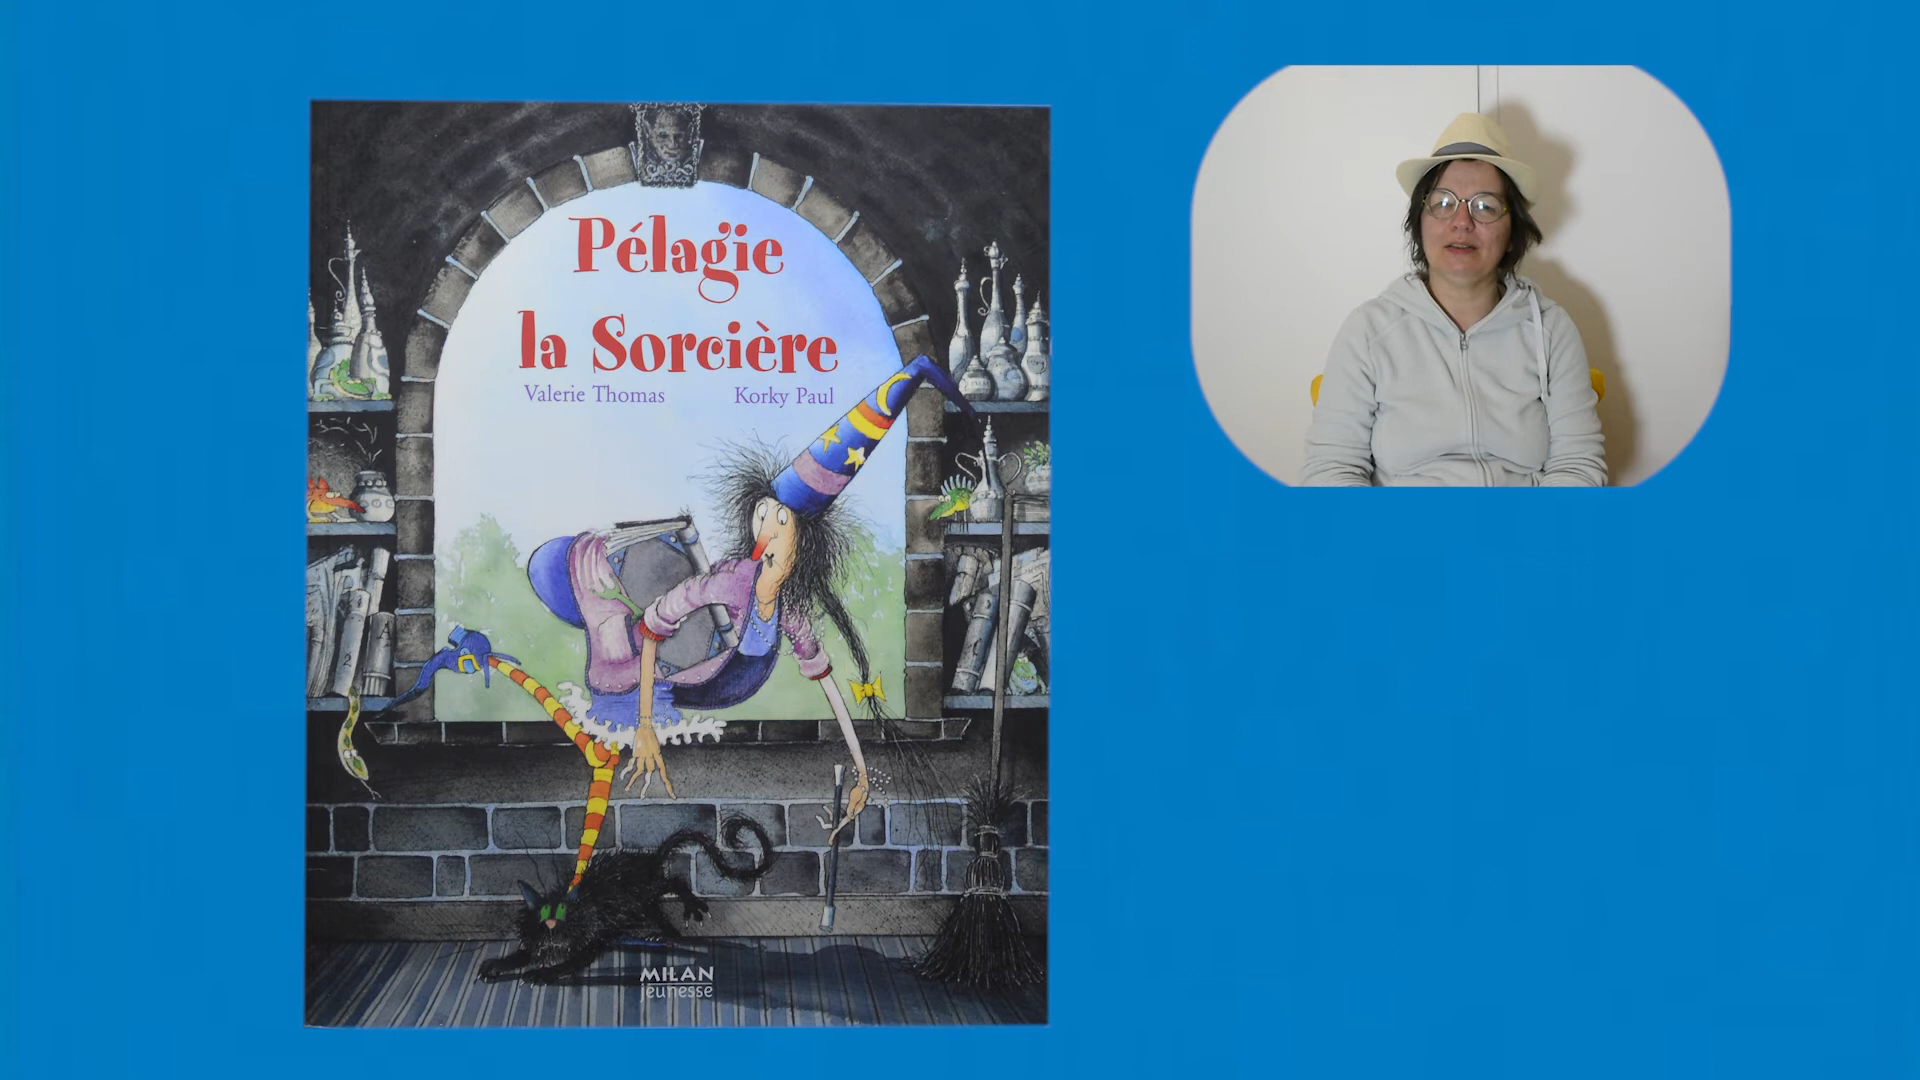 Pélagie
la Sorcière
Valerie Thomas Korky Paul
MILAN
jeunesse